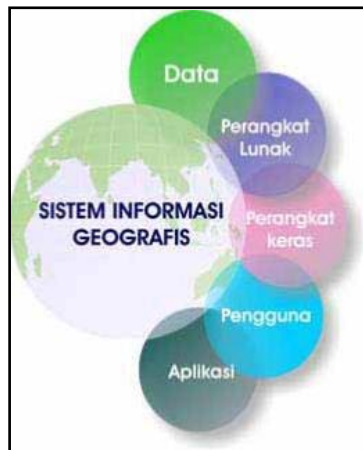 Data
Perangkat
Lunak
SISTEM INFORMASI
GEOGRAFIS
Perangkat
keras
Pengguna
Aplikasi